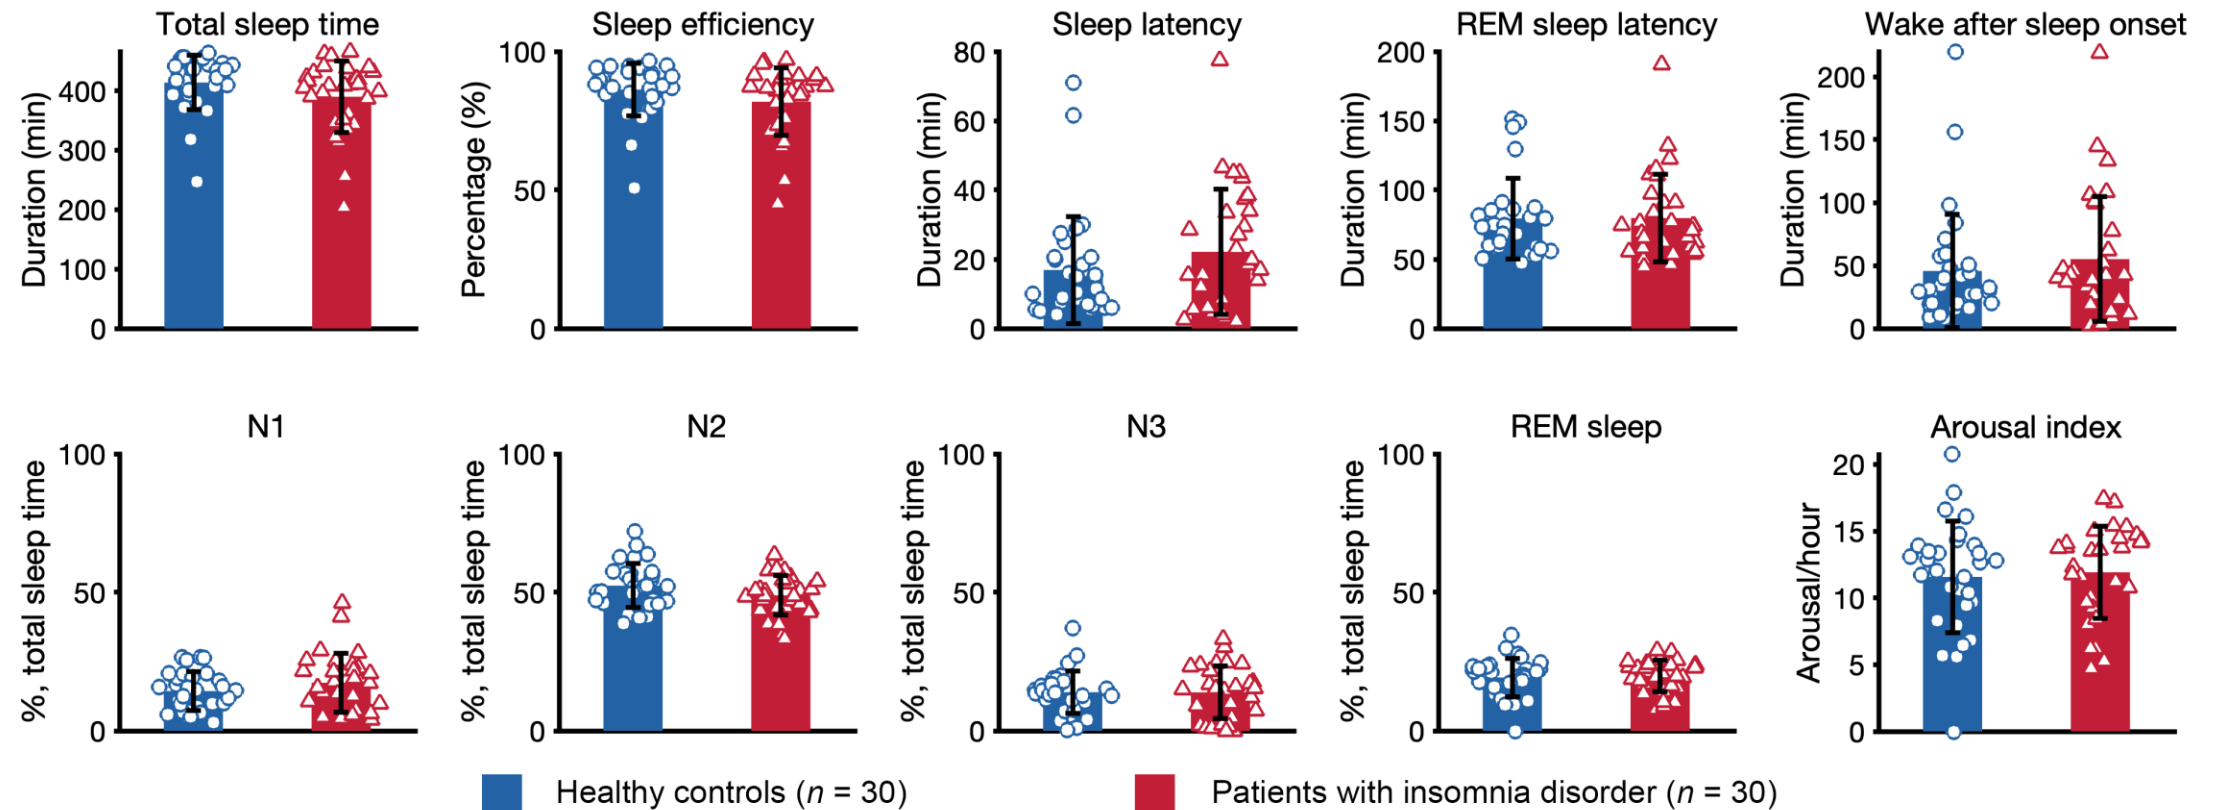 Total sleep time
Sleep efficiency
Sleep latency
REM sleep latency
Wake after sleep onset
Duration (min)
400
300
200
100
0
Percentage (%)
100
50
0
Duration (min)
80
60
40
20
0
Duration (min)
200
150
100
50
0
Duration (min)
200
150
100
50
0
N1
N2
N3
REM sleep
Arousal index
%, total sleep time
100
50
0
%, total sleep time
100
50
0
%, total sleep time
100
50
0
%, total sleep time
100
50
0
Arousal/hour
20
15
10
5
0
Healthy controls (n = 30)
Patients with insomnia disorder (n = 30)